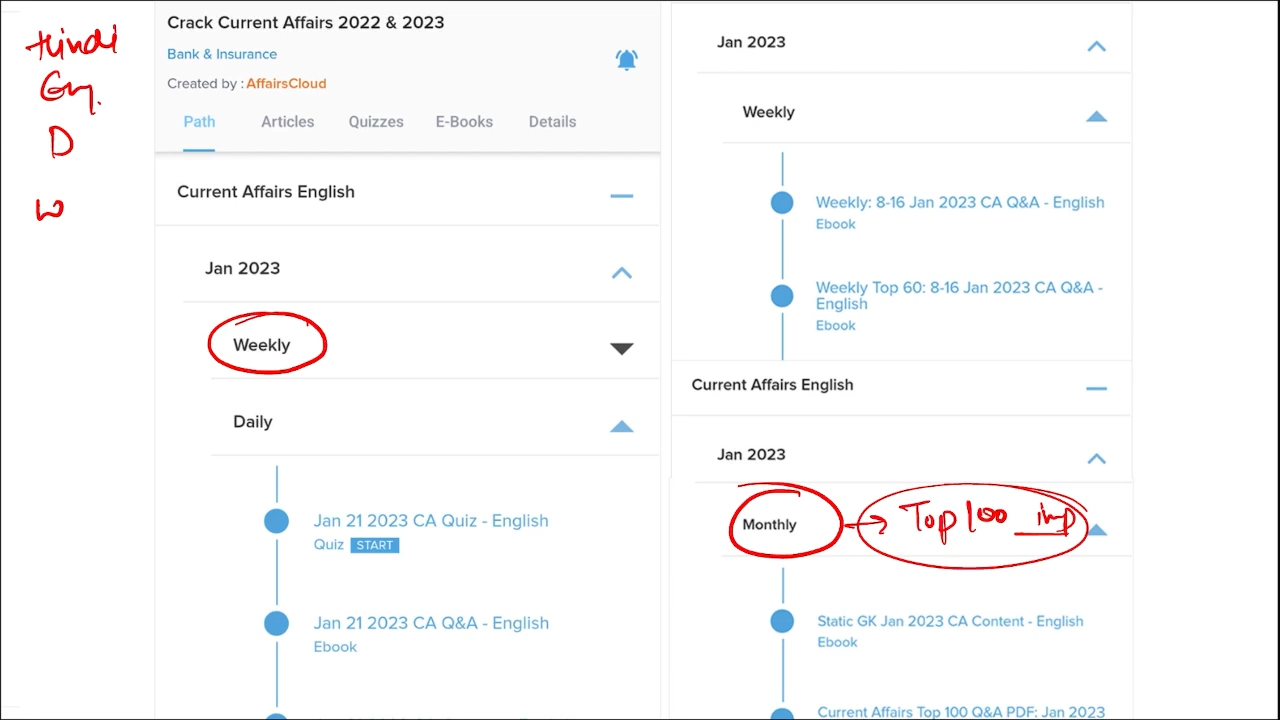 Hindi
Eng.
D
W
Crack Current Affairs 2022 & 2023
Bank & Insurance
Created by : AffairsCloud
Path Articles Quizzes E-Books Details
Current Affairs English
Jan 2023
Weekly
Daily
Jan 21 2023 CA Quiz - English
Quiz START
Jan 21 2023 CA Q&A - English
Ebook
Jan 2023
Weekly
Weekly: 8-16 Jan 2023 CA Q&A - English
Ebook
Weekly Top 60: 8-16 Jan 2023 CA Q&A -
English
Ebook
Current Affairs English
Jan 2023
Monthly → Top 100 imp
Static GK Jan 2023 CA Content - English
Ebook
Current Affairs Top 100 Q&A PDF: Jan 2023